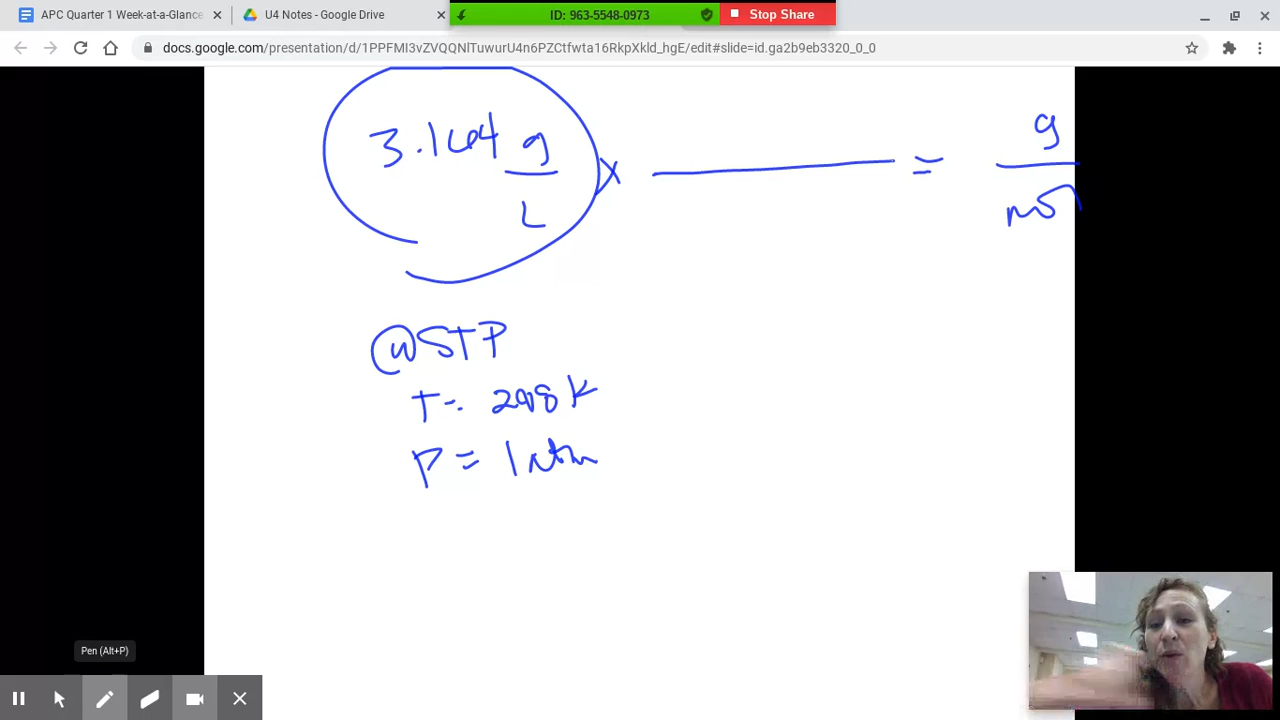 APC Quarter 1 Week-at-a-Glance
U4 Notes - Google Drive
ID: 963-5548-0973
Stop Share
docs.google.com/presentation/d/1PPFMI3vZVQQNlTuwurU4n6PZCtfwta16RkpXkld_hgE/edit#slide=id.ga2b9eb3320_0_0
3.164 g/L × ——— = g/mol
@STP
T = 298 K
P = 1 atm
Pen (Alt+P)